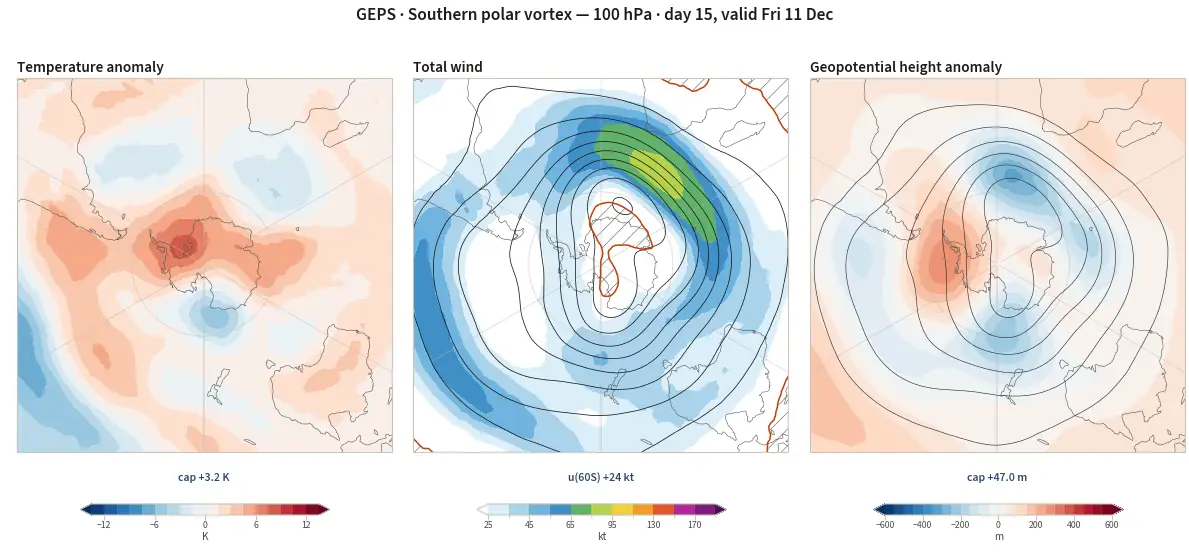 GEPS · Southern polar vortex — 100 hPa · day 15, valid Fri 11 Dec
Temperature anomaly
Total wind
Geopotential height anomaly
cap +3.2 K
u(60S) +24 kt
cap +47.0 m
−12 −6 0 6 12
K
25 45 65 95 130 170
kt
−600 −400 −200 0 200 400 600
m